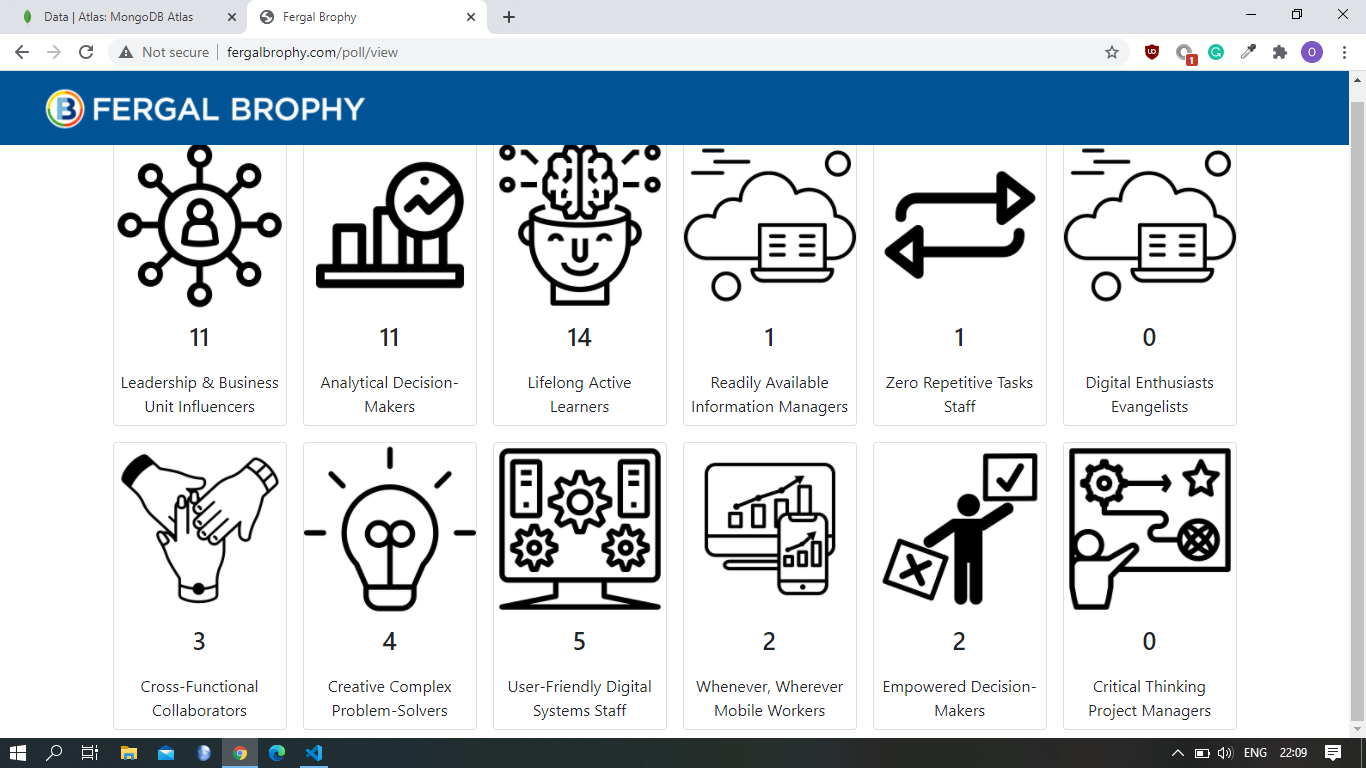 Data | Atlas: MongoDB Atlas
Fergal Brophy
Not secure
fergalbrophy.com/poll/view
UD
1
G
O
B FERGAL BROPHY
11
11
14
1
1
0
Leadership & Business
Unit Influencers
Analytical Decision-
Makers
Lifelong Active
Learners
Readily Available
Information Managers
Zero Repetitive Tasks
Staff
Digital Enthusiasts
Evangelists
3
4
5
2
2
0
Cross-Functional
Collaborators
Creative Complex
Problem-Solvers
User-Friendly Digital
Systems Staff
Whenever, Wherever
Mobile Workers
Empowered Decision-
Makers
Critical Thinking
Project Managers
ENG
22:09